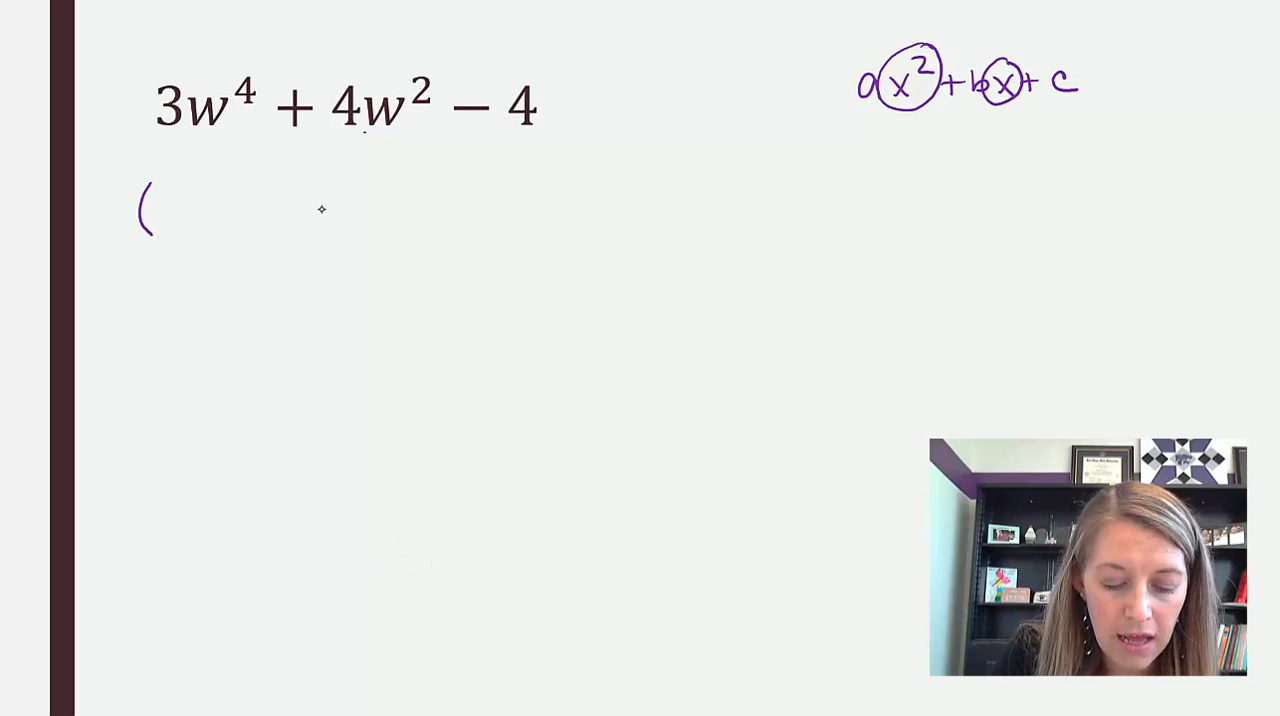 3w⁴ + 4w² − 4
ax² + bx + c
(